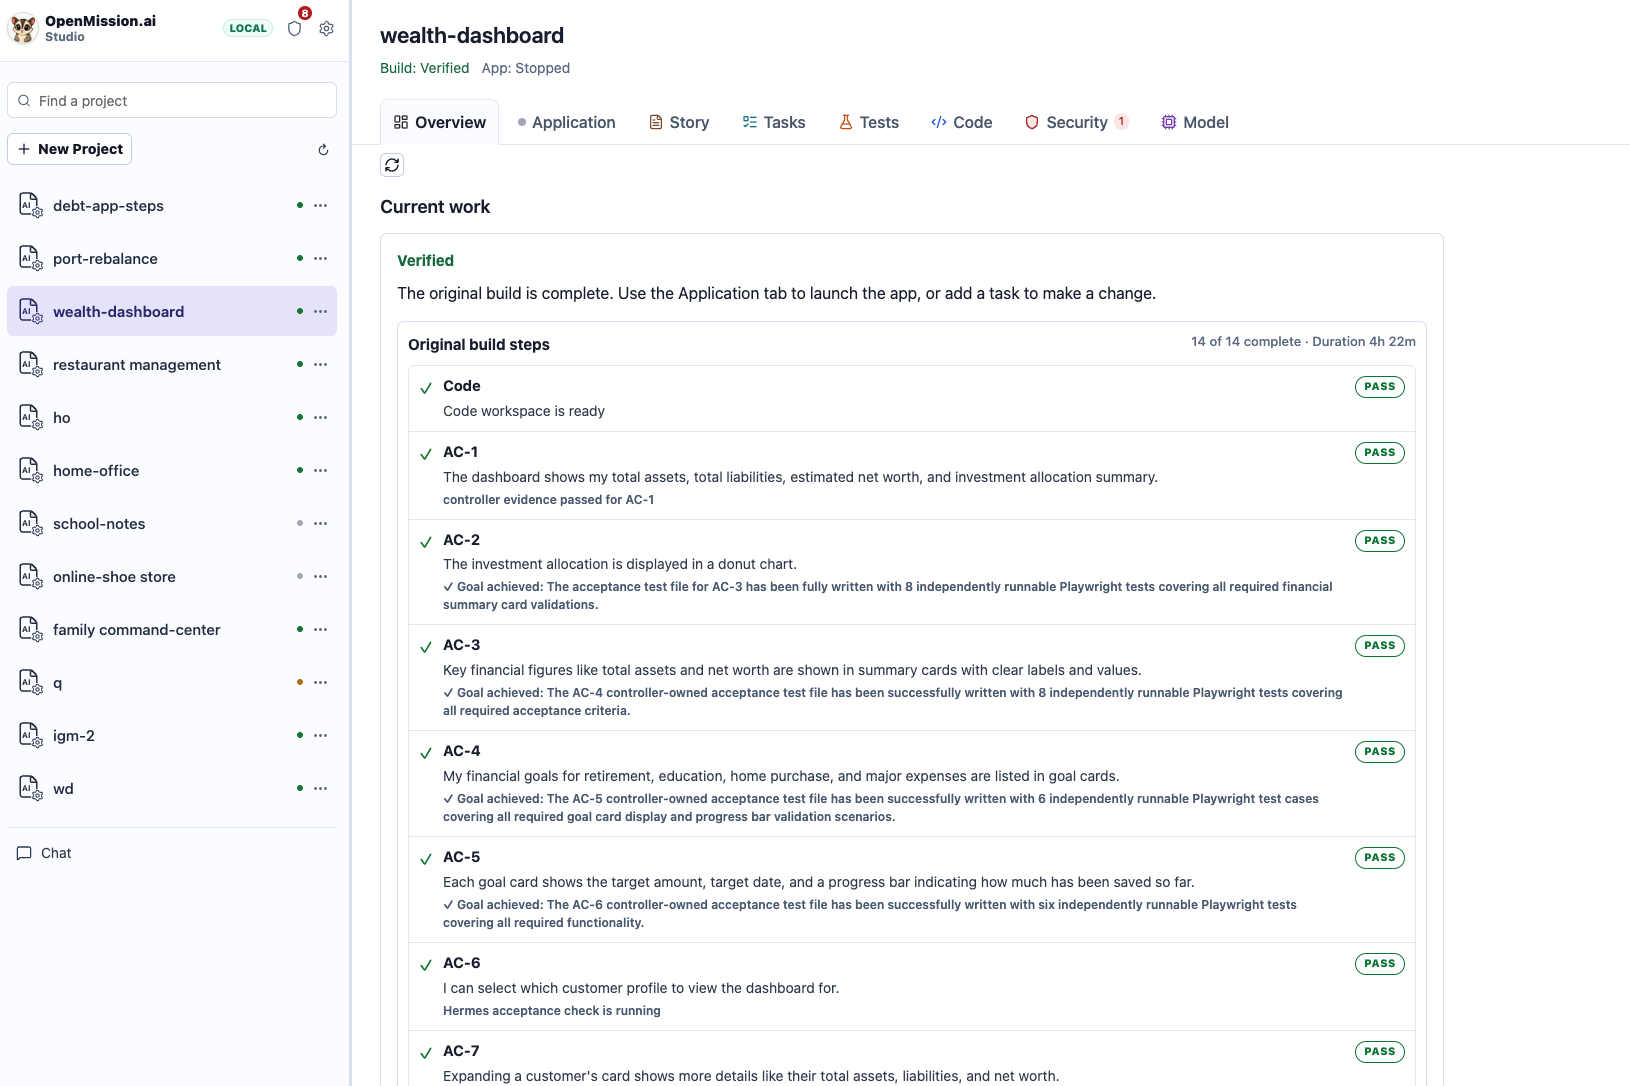 OpenMission.ai
Studio
LOCAL
8
Find a project
+ New Project
debt-app-steps
port-rebalance
wealth-dashboard
restaurant management
ho
home-office
school-notes
online-shoe store
family command-center
q
igm-2
wd
Chat
wealth-dashboard
Build: Verified App: Stopped
Overview
Application
Story
Tasks
Tests
Code
Security 1
Model
Current work
Verified
The original build is complete. Use the Application tab to launch the app, or add a task to make a change.
Original build steps
14 of 14 complete · Duration 4h 22m
Code
PASS
Code workspace is ready
AC-1
PASS
The dashboard shows my total assets, total liabilities, estimated net worth, and investment allocation summary.
controller evidence passed for AC-1
AC-2
PASS
The investment allocation is displayed in a donut chart.
✓ Goal achieved: The acceptance test file for AC-3 has been fully written with 8 independently runnable Playwright tests covering all required financial
summary card validations.
AC-3
PASS
Key financial figures like total assets and net worth are shown in summary cards with clear labels and values.
✓ Goal achieved: The AC-4 controller-owned acceptance test file has been successfully written with 8 independently runnable Playwright tests covering
all required acceptance criteria.
AC-4
PASS
My financial goals for retirement, education, home purchase, and major expenses are listed in goal cards.
✓ Goal achieved: The AC-5 controller-owned acceptance test file has been successfully written with 6 independently runnable Playwright test cases
covering all required goal card display and progress bar validation scenarios.
AC-5
PASS
Each goal card shows the target amount, target date, and a progress bar indicating how much has been saved so far.
✓ Goal achieved: The AC-6 controller-owned acceptance test file has been successfully written with six independently runnable Playwright tests
covering all required functionality.
AC-6
PASS
I can select which customer profile to view the dashboard for.
Hermes acceptance check is running
AC-7
PASS
Expanding a customer's card shows more details like their total assets, liabilities, and net worth.